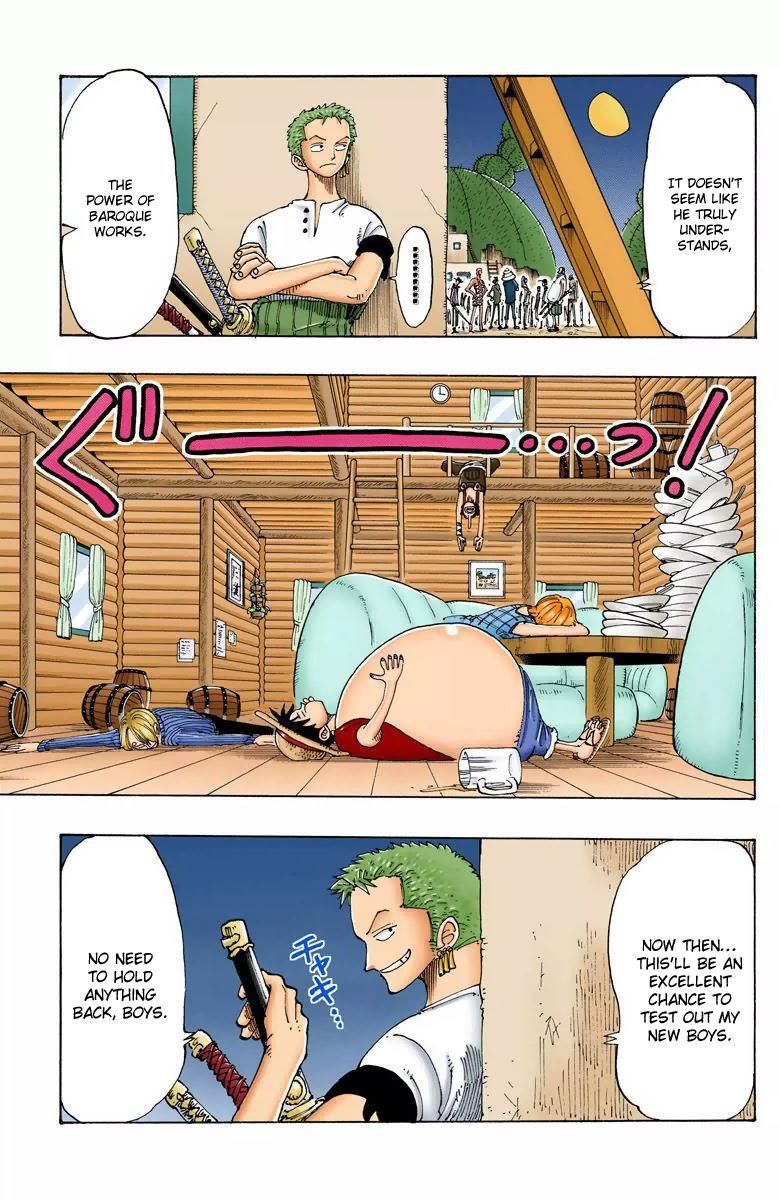 IT DOESN'T
SEEM LIKE
HE TRULY
UNDER-
STANDS,
THE
POWER OF
BAROQUE
WORKS.
ぐーー…っ!
NOW THEN...
THIS'LL BE AN
EXCELLENT
CHANCE TO
TEST OUT MY
NEW BOYS.
チャキ…
NO NEED
TO HOLD
ANYTHING
BACK, BOYS.